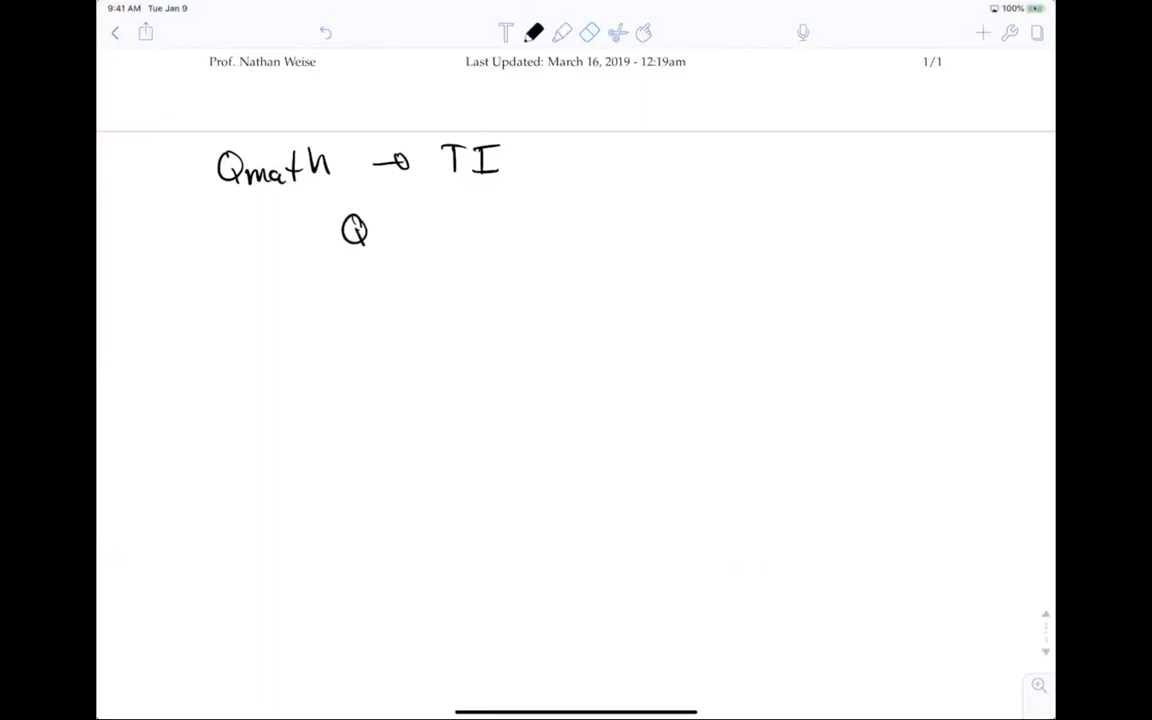 9:41 AM Tue Jan 9 100%
Prof. Nathan Weise Last Updated: March 16, 2019 - 12:19am 1/1
Qmath → TI
Q